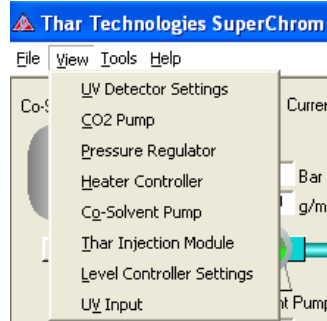 Thar Technologies SuperChrom
File View Tools Help
UV Detector Settings
CO2 Pump
Pressure Regulator
Heater Controller
Co-Solvent Pump
Thar Injection Module
Level Controller Settings
UV Input
Co-S
Curren
Bar
g/m
nt Pump